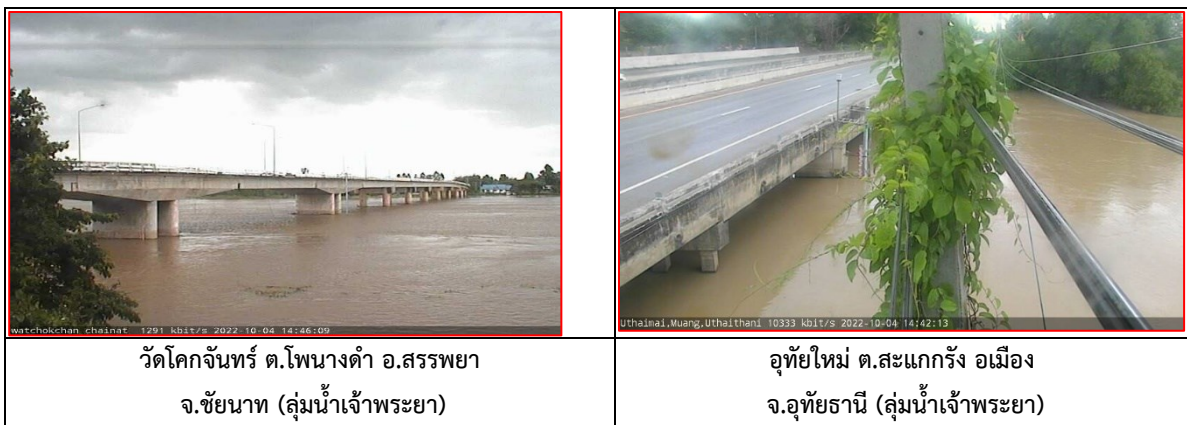 watchokchan chainat 1291 kbit/s 2022-10-04 14:46:09
Uthaimai,Muang,Uthaithani 10333 kbit/s 2022-10-04 14:42:13
วัดโคกจันทร์ ต.โพนางดำ อ.สรรพยา
จ.ชัยนาท (ลุ่มน้ำเจ้าพระยา)
อุทัยใหม่ ต.สะแกกรัง อเมือง
จ.อุทัยธานี (ลุ่มน้ำเจ้าพระยา)